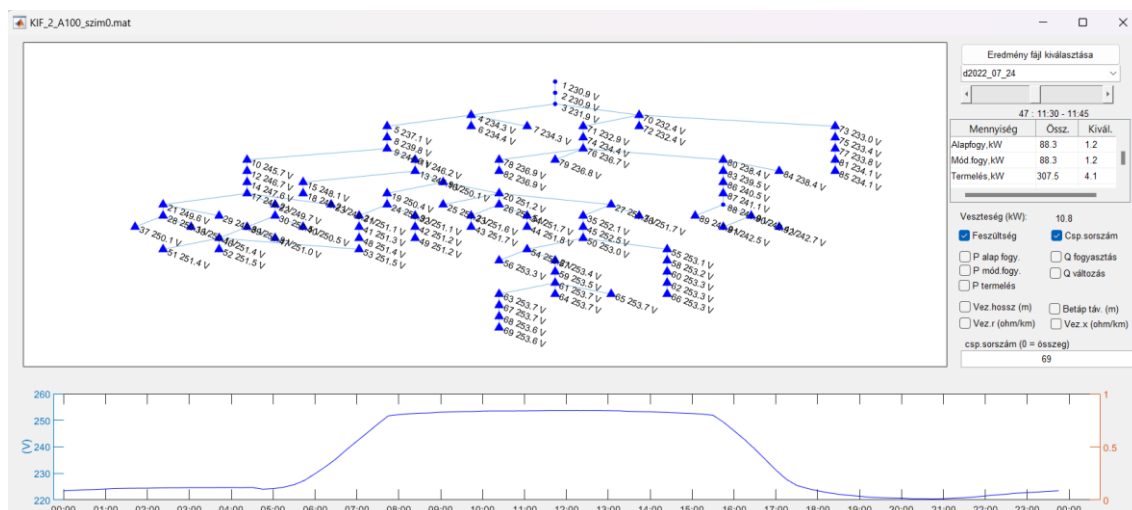 KIF_2_A100_szim0.mat
Eredmény fájl kiválasztása
d2022_07_24
47 : 11:30 - 11:45
Mennyiség Össz. Kivál.
Alapfogy,kW 88.3 1.2
Mód.fogy,kW 88.3 1.2
Termelés,kW 307.5 4.1
Veszteség (kW): 10.8
Feszültség Csp.sorszám
P alap fogy. Q fogyasztás
P mód.fogy. Q változás
P termelés
Vez.hossz (m) Betáp táv. (m)
Vez.r (ohm/km) Vez.x (ohm/km)
csp.sorszám (0 = összeg)
69
1 230.9 V
2 230.9 V
3 231.9 V
4 234.3 V
6 234.4 V
7 234.3 V
70 232.4 V
72 232.4 V
71 232.9 V
74 234.4 V
76 236.7 V
73 233.0 V
75 233.4 V
77 233.8 V
81 234.1 V
85 234.1 V
5 237.1 V
8 239.8 V
78 236.9 V
82 236.9 V
79 236.8 V
80 238.4 V
83 239.5 V
86 240.5 V
87 241.1 V
84 238.4 V
10 245.7 V
12 246.7 V
14 247.6 V
15 248.1 V
19 250.4 V
20 251.2 V
37 250.1 V
51 251.4 V
52 251.5 V
53 251.5 V
41 251.3 V
48 251.4 V
42 251.2 V
49 251.2 V
43 251.7 V
44 251.8 V
35 252.1 V
45 252.5 V
50 253.0 V
55 253.1 V
58 253.2 V
60 253.3 V
62 253.3 V
66 253.3 V
56 253.3 V
59 253.5 V
61 253.7 V
64 253.7 V
65 253.7 V
63 253.7 V
67 253.7 V
68 253.6 V
69 253.6 V
260
250
240
230
220
(V)
1
0.5
0
00:00 01:00 02:00 03:00 04:00 05:00 06:00 07:00 08:00 09:00 10:00 11:00 12:00 13:00 14:00 15:00 16:00 17:00 18:00 19:00 20:00 21:00 22:00 23:00 00:00